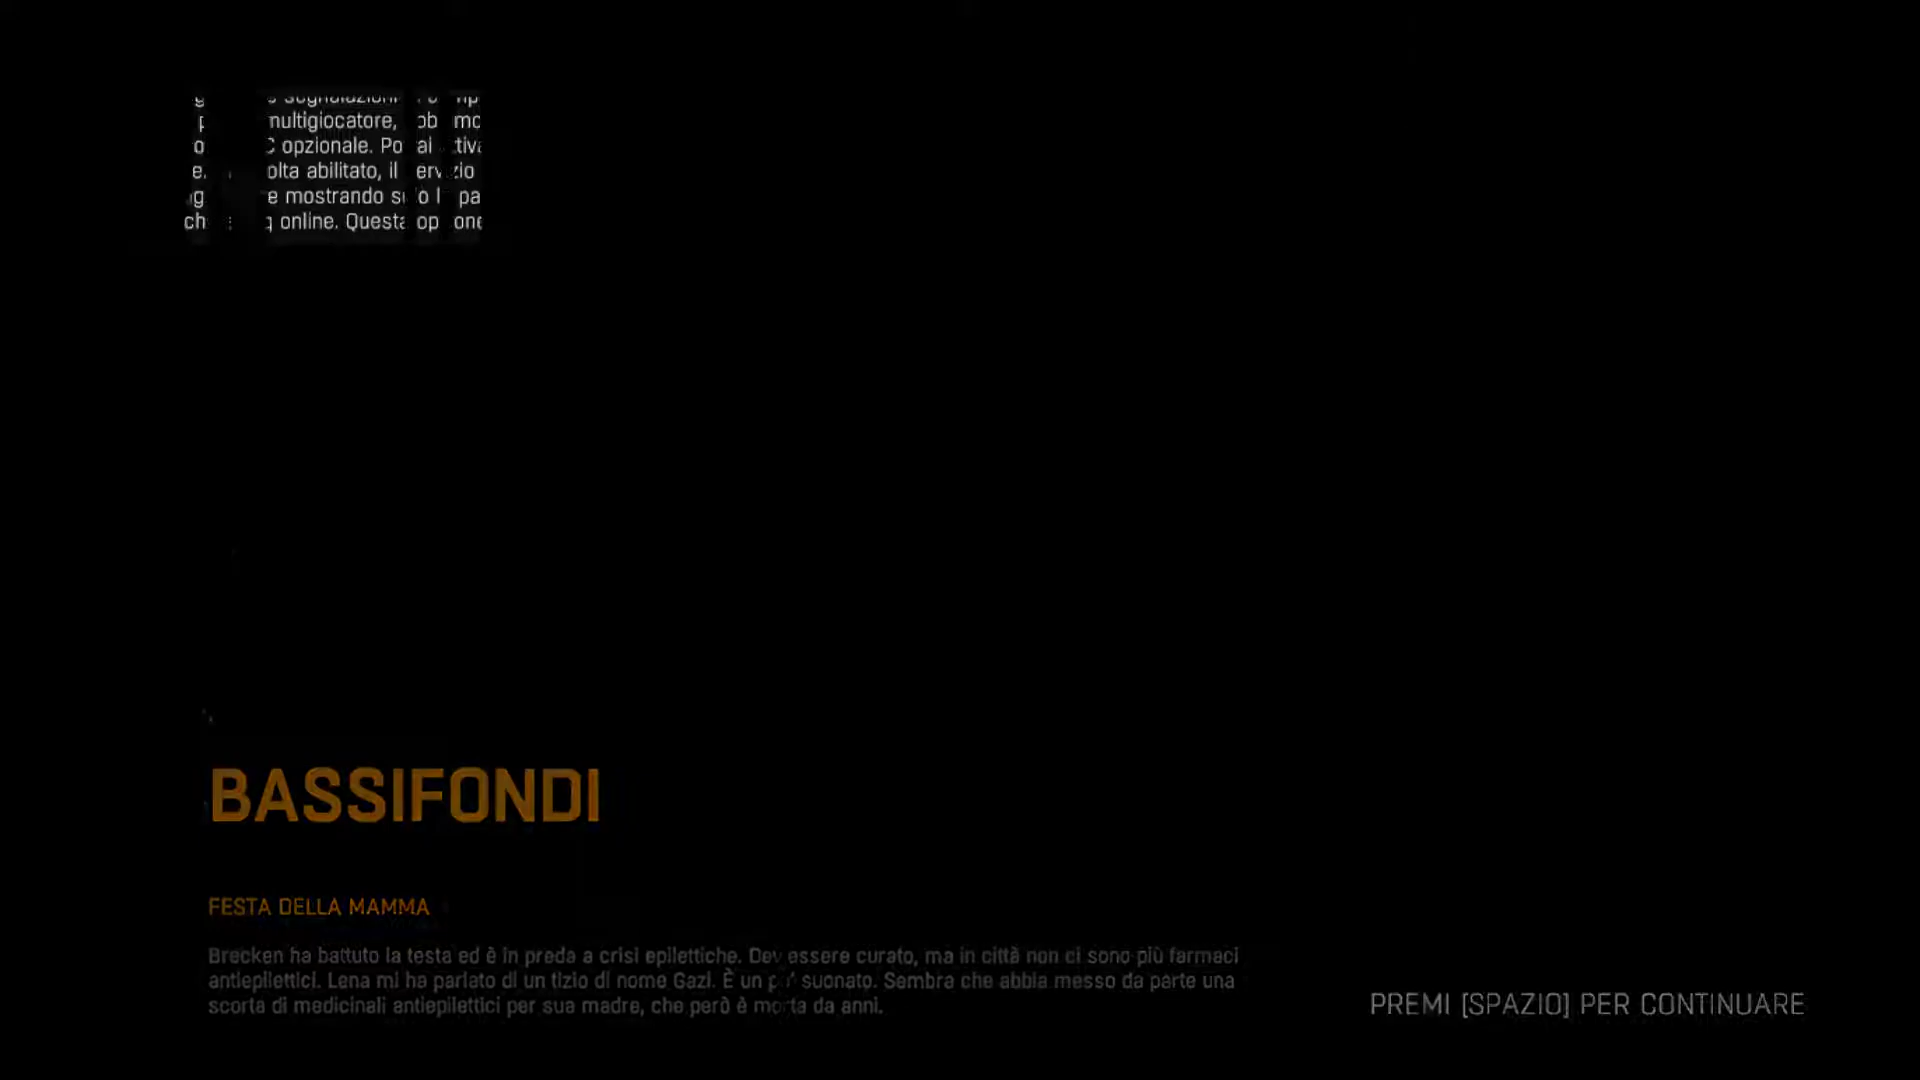 multigiocatore,
opzionale.
abilitato, il
mostrando
online. Questa
BASSIFONDI
FESTA DELLA MAMMA
Brecken ha battuto la testa ed è in preda a crisi epilettiche. Dev essere curato, ma in città non ci sono più farmaci
antiepilettici. Lena mi ha parlato di un tizio di nome Gazi. È un suonato. Sembra che abbia messo da parte una
scorta di medicinali antiepilettici per sua madre, che però è morta da anni.
PREMI [SPAZIO] PER CONTINUARE